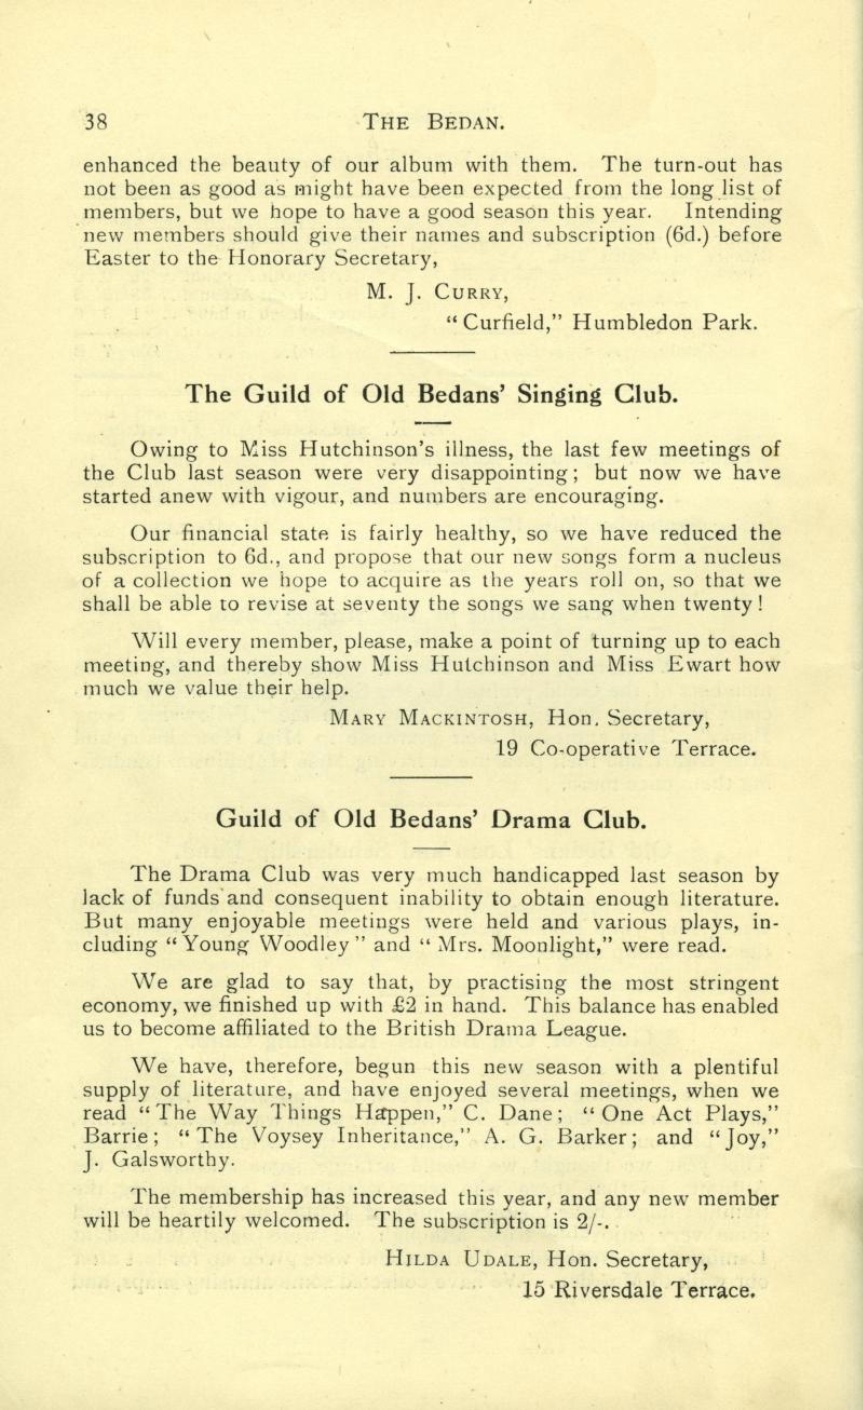 38 THE BEDAN.
enhanced the beauty of our album with them. The turn-out has
not been as good as might have been expected from the long list of
members, but we hope to have a good season this year. Intending
new members should give their names and subscription (6d.) before
Easter to the Honorary Secretary,
M. J. CURRY,
"Curfield," Humbledon Park.
The Guild of Old Bedans' Singing Club.
Owing to Miss Hutchinson's illness, the last few meetings of
the Club last season were very disappointing; but now we have
started anew with vigour, and numbers are encouraging.
Our financial state is fairly healthy, so we have reduced the
subscription to 6d., and propose that our new songs form a nucleus
of a collection we hope to acquire as the years roll on, so that we
shall be able to revise at seventy the songs we sang when twenty!
Will every member, please, make a point of turning up to each
meeting, and thereby show Miss Hutchinson and Miss Ewart how
much we value their help.
MARY MACKINTOSH, Hon. Secretary,
19 Co-operative Terrace.
Guild of Old Bedans' Drama Club.
The Drama Club was very much handicapped last season by
lack of funds and consequent inability to obtain enough literature.
But many enjoyable meetings were held and various plays, in-
cluding "Young Woodley" and "Mrs. Moonlight," were read.
We are glad to say that, by practising the most stringent
economy, we finished up with £2 in hand. This balance has enabled
us to become affiliated to the British Drama League.
We have, therefore, begun this new season with a plentiful
supply of literature, and have enjoyed several meetings, when we
read "The Way Things Happen," C. Dane; "One Act Plays,"
Barrie; "The Voysey Inheritance," A. G. Barker; and "Joy,"
J. Galsworthy.
The membership has increased this year, and any new member
will be heartily welcomed. The subscription is 2/-.
HILDA UDALE, Hon. Secretary,
15 Riversdale Terrace.